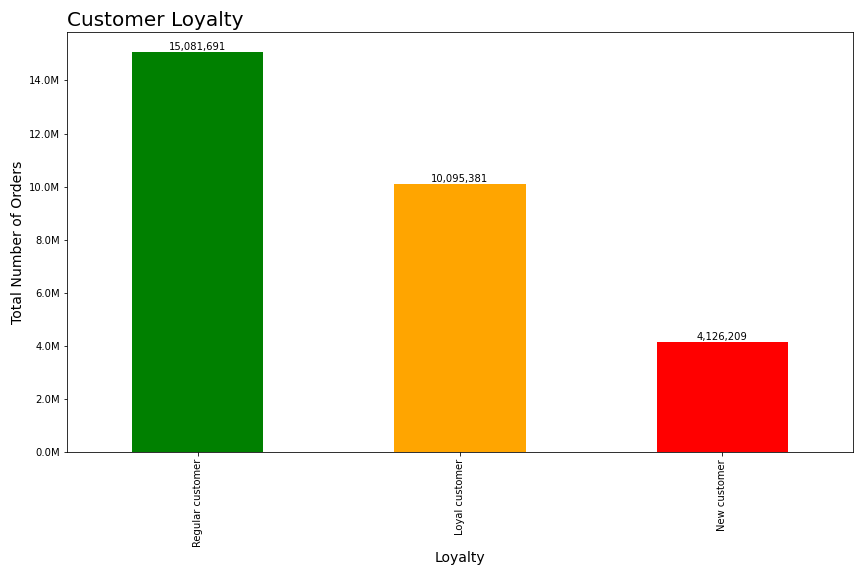 Customer Loyalty
15,081,691
14.0M
12.0M
10,095,381
10.0M
8.0M
6.0M
4,126,209
4.0M
2.0M
0.0M
Total Number of Orders
Regular customer
Loyal customer
New customer
Loyalty